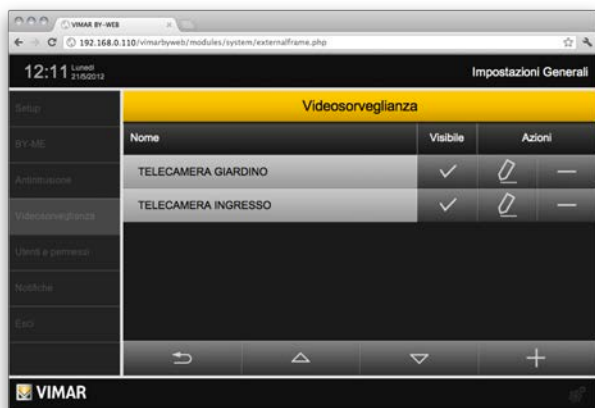 VIMAR BY-WEB
192.168.0.110/vimarbyweb/modules/system/externalframe.php
12:11 Lunedì 21/5/2012
Impostazioni Generali
Setup
BY-ME
Antintrusione
Videosorveglianza
Utenti e permessi
Notifiche
Esci
Videosorveglianza
Nome Visibile Azioni
TELECAMERA GIARDINO
TELECAMERA INGRESSO
VIMAR